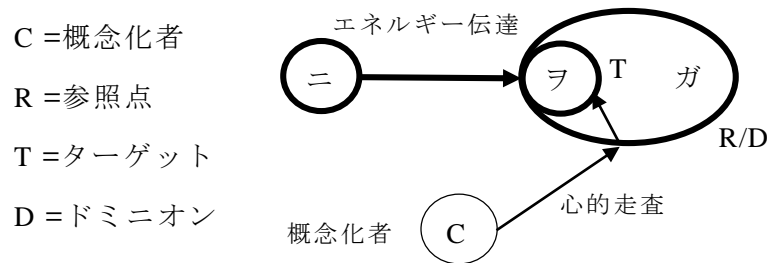 C =概念化者
R =参照点
T =ターゲット
D =ドミニオン
エネルギー伝達
ニ
ヲ
T
ガ
R/D
心的走査
概念化者
C